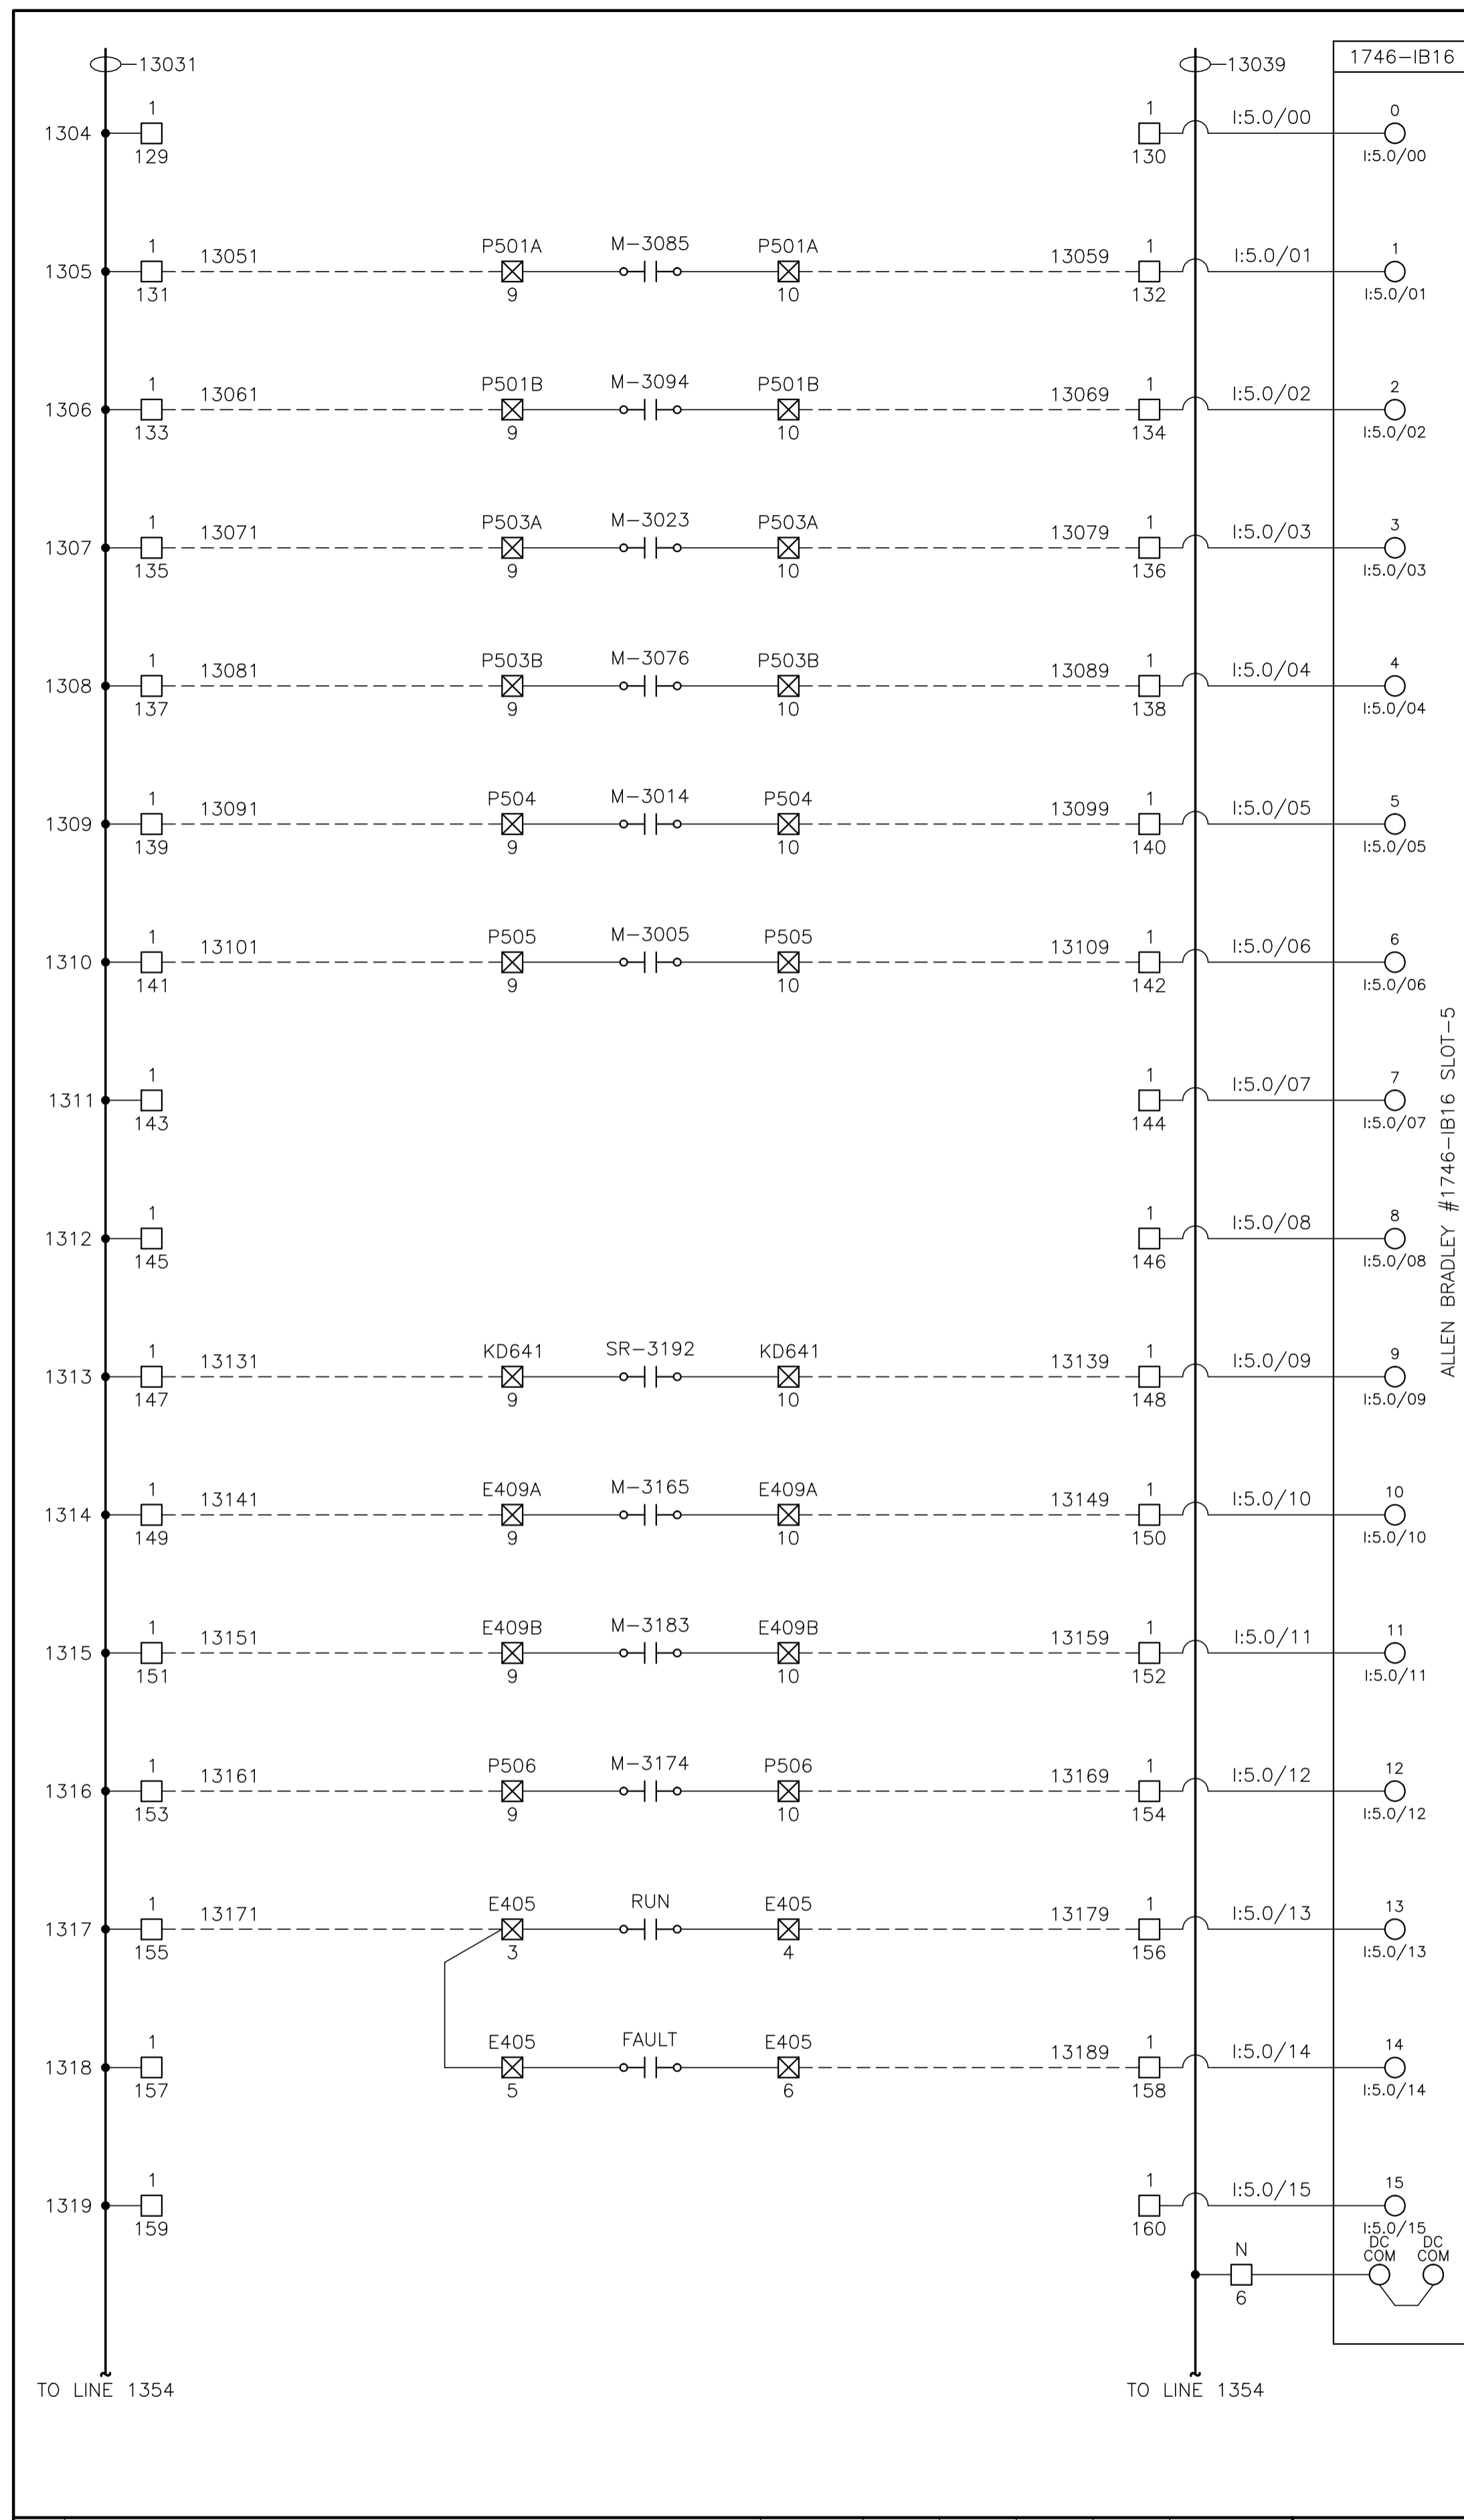 13031
13039
1746-IB16
1 1 I:5.0/00 0
1304
129 130 I:5.0/00
1 13051 P501A M-3085 P501A 13059 1 I:5.0/01 1
1305
131 9 10 132 I:5.0/01
1 13061 P501B M-3094 P501B 13069 1 I:5.0/02 2
1306
133 9 10 134 I:5.0/02
1 13071 P503A M-3023 P503A 13079 1 I:5.0/03 3
1307
135 9 10 136 I:5.0/03
1 13081 P503B M-3076 P503B 13089 1 I:5.0/04 4
1308
137 9 10 138 I:5.0/04
1 13091 P504 M-3014 P504 13099 1 I:5.0/05 5
1309
139 9 10 140 I:5.0/05
1 13101 P505 M-3005 P505 13109 1 I:5.0/06 6
1310
141 9 10 142 I:5.0/06
1 1 I:5.0/07 7
1311
143 144 I:5.0/07
1 1 I:5.0/08 8
1312
145 146 I:5.0/08
ALLEN BRADLEY #1746-IB16 SLOT-5
1 13131 KD641 SR-3192 KD641 13139 1 I:5.0/09 9
1313
147 9 10 148 I:5.0/09
1 13141 E409A M-3165 E409A 13149 1 I:5.0/10 10
1314
149 9 10 150 I:5.0/10
1 13151 E409B M-3183 E409B 13159 1 I:5.0/11 11
1315
151 9 10 152 I:5.0/11
1 13161 P506 M-3174 P506 13169 1 I:5.0/12 12
1316
153 9 10 154 I:5.0/12
1 13171 E405 RUN E405 13179 1 I:5.0/13 13
1317
155 3 4 156 I:5.0/13
1 E405 FAULT E405 13189 1 I:5.0/14 14
1318
157 5 6 158 I:5.0/14
1 1 I:5.0/15 15
1319
159 160 I:5.0/15
N DC COM DC COM
6
TO LINE 1354 TO LINE 1354